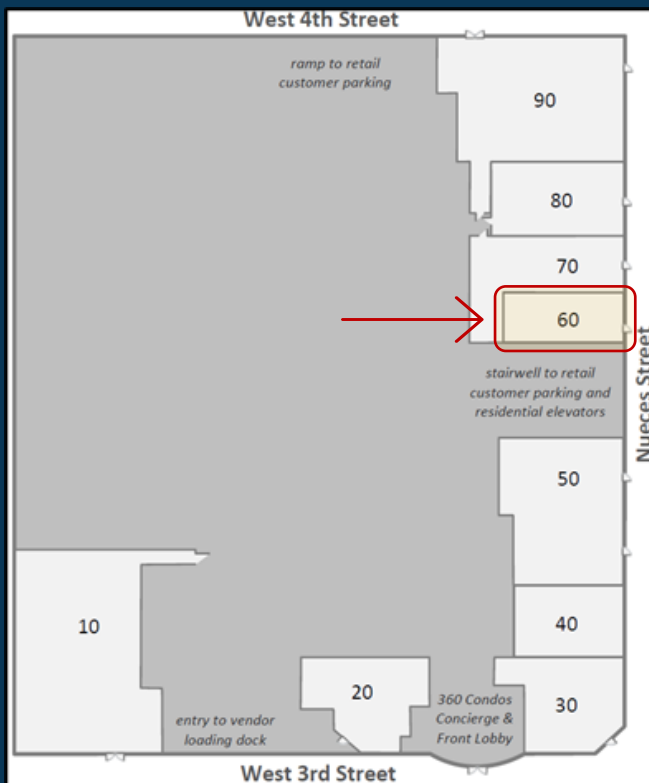 West 4th Street
ramp to retail
customer parking
90
80
70
60
stairwell to retail
customer parking and
residential elevators
Nueces Street
50
10
40
20
360 Condos
Concierge &
Front Lobby
30
entry to vendor
loading dock
West 3rd Street